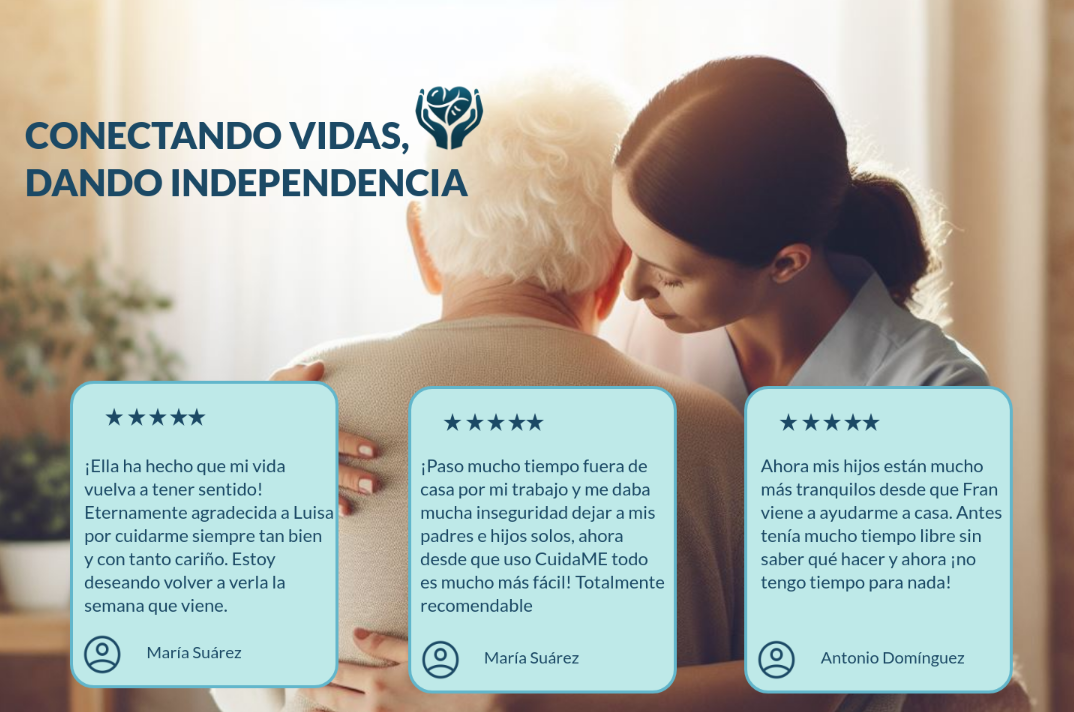 CONECTANDO VIDAS,
DANDO INDEPENDENCIA
¡Ella ha hecho que mi vida
vuelva a tener sentido!
Eternamente agradecida a Luisa
por cuidarme siempre tan bien
y con tanto cariño. Estoy
deseando volver a verla la
semana que viene.
María Suárez
¡Paso mucho tiempo fuera de
casa por mi trabajo y me daba
mucha inseguridad dejar a mis
padres e hijos solos, ahora
desde que uso CuidaME todo
es mucho más fácil! Totalmente
recomendable
María Suárez
Ahora mis hijos están mucho
más tranquilos desde que Fran
viene a ayudarme a casa. Antes
tenía mucho tiempo libre sin
saber qué hacer y ahora ¡no
tengo tiempo para nada!
Antonio Domínguez